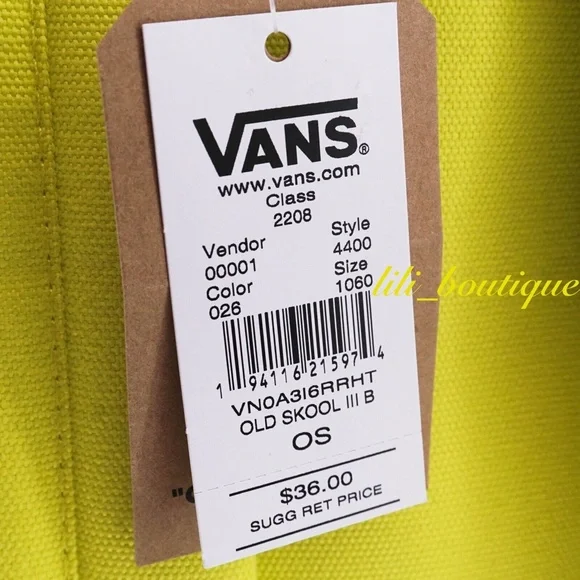 VANS®
www.vans.com
Class
2208
Vendor Style
00001 4400
Color Size
026 1060
lili_boutique
1 94116 21597 4
VN0A3I6RRHT
OLD SKOOL III B
OS
$36.00
SUGG RET PRICE